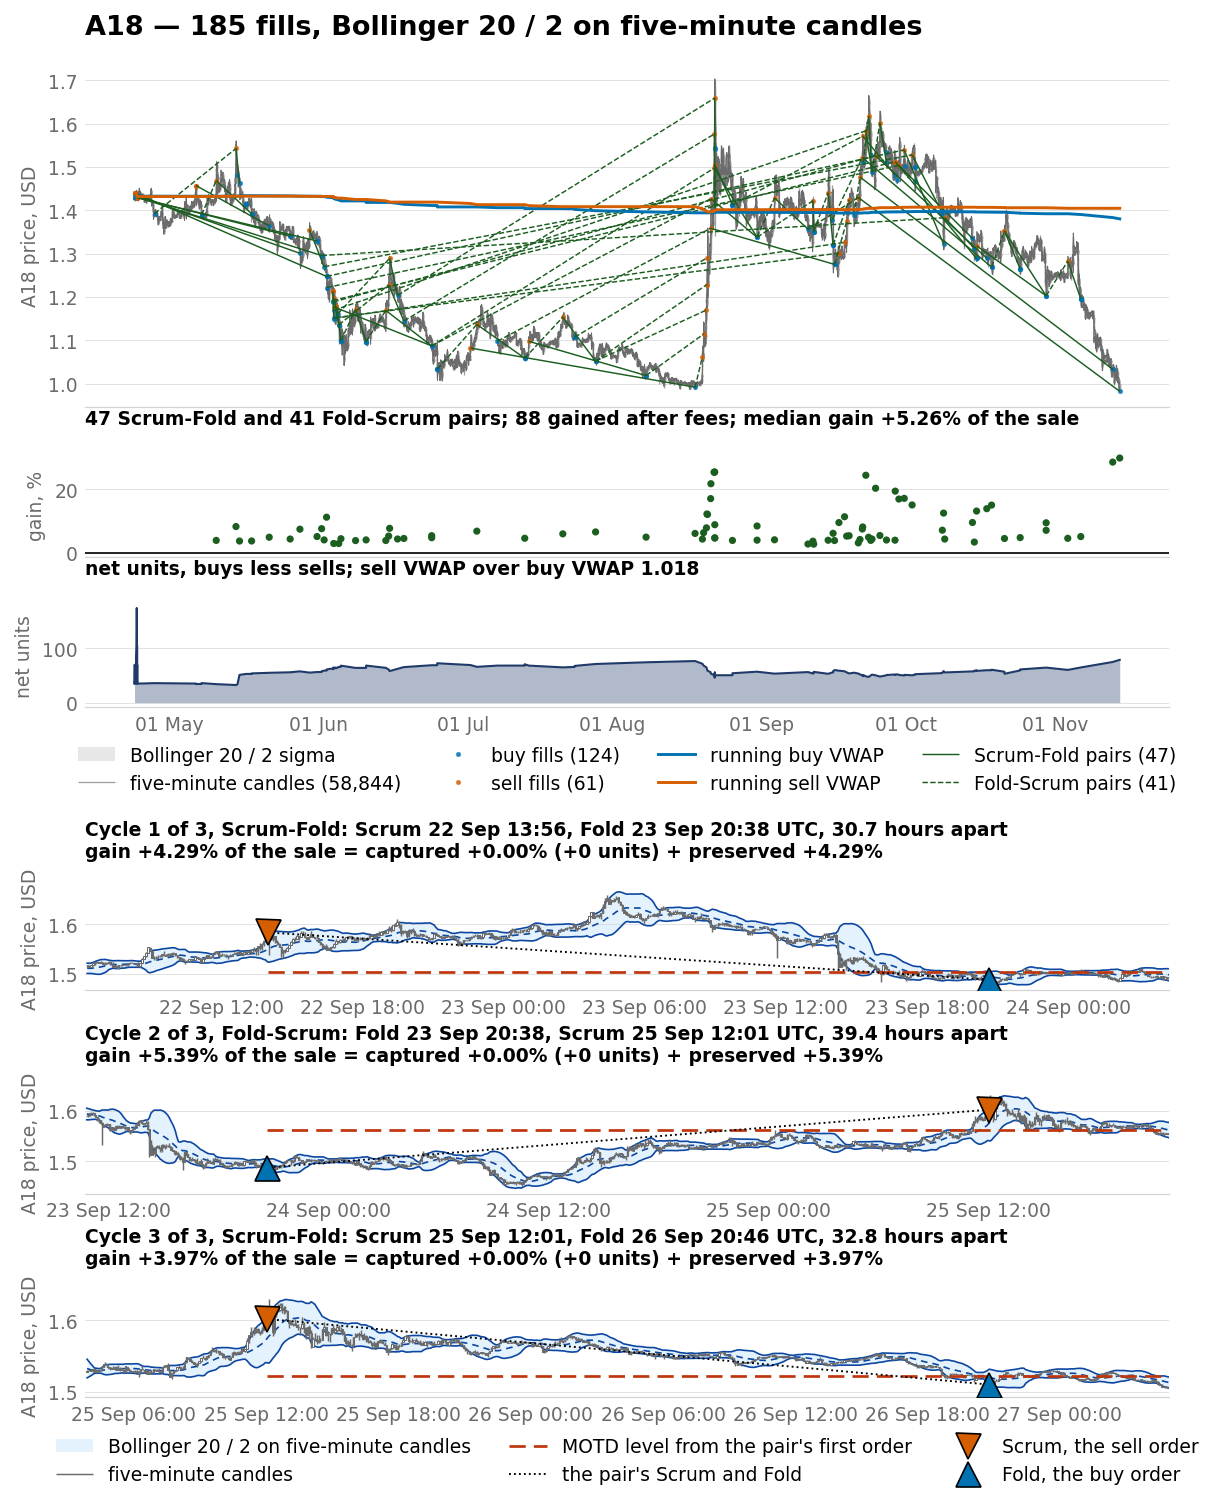 A18 — 185 fills, Bollinger 20 / 2 on five-minute candles
A18 price, USD
1.7
1.6
1.5
1.4
1.3
1.2
1.1
1.0
47 Scrum-Fold and 41 Fold-Scrum pairs; 88 gained after fees; median gain +5.26% of the sale
gain, %
20
0
net units, buys less sells; sell VWAP over buy VWAP 1.018
net units
100
0
01 May 01 Jun 01 Jul 01 Aug 01 Sep 01 Oct 01 Nov
Bollinger 20 / 2 sigma buy fills (124) running buy VWAP Scrum-Fold pairs (47)
five-minute candles (58,844) sell fills (61) running sell VWAP Fold-Scrum pairs (41)
Cycle 1 of 3, Scrum-Fold: Scrum 22 Sep 13:56, Fold 23 Sep 20:38 UTC, 30.7 hours apart
gain +4.29% of the sale = captured +0.00% (+0 units) + preserved +4.29%
A18 price, USD
1.6
1.5
22 Sep 12:00 22 Sep 18:00 23 Sep 00:00 23 Sep 06:00 23 Sep 12:00 23 Sep 18:00 24 Sep 00:00
Cycle 2 of 3, Fold-Scrum: Fold 23 Sep 20:38, Scrum 25 Sep 12:01 UTC, 39.4 hours apart
gain +5.39% of the sale = captured +0.00% (+0 units) + preserved +5.39%
A18 price, USD
1.6
1.5
23 Sep 12:00 24 Sep 00:00 24 Sep 12:00 25 Sep 00:00 25 Sep 12:00
Cycle 3 of 3, Scrum-Fold: Scrum 25 Sep 12:01, Fold 26 Sep 20:46 UTC, 32.8 hours apart
gain +3.97% of the sale = captured +0.00% (+0 units) + preserved +3.97%
A18 price, USD
1.6
1.5
25 Sep 06:00 25 Sep 12:00 25 Sep 18:00 26 Sep 00:00 26 Sep 06:00 26 Sep 12:00 26 Sep 18:00 27 Sep 00:00
Bollinger 20 / 2 on five-minute candles MOTD level from the pair's first order Scrum, the sell order
five-minute candles the pair's Scrum and Fold Fold, the buy order